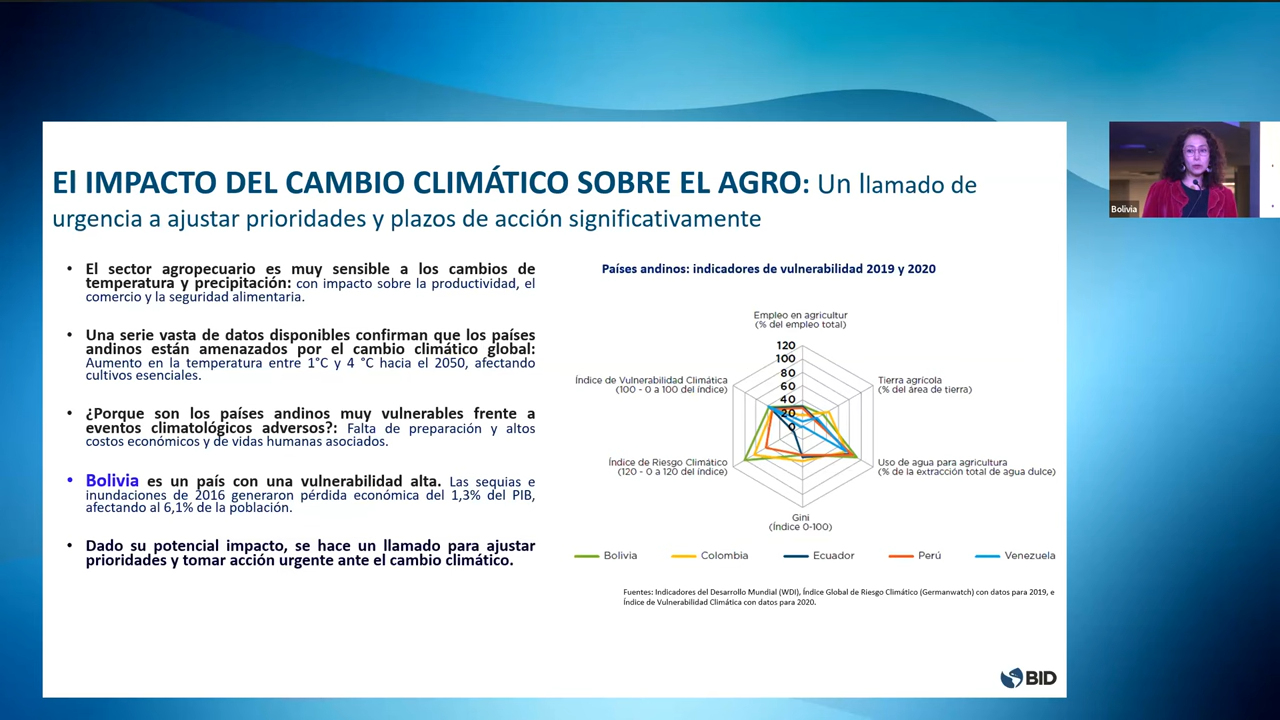 El IMPACTO DEL CAMBIO CLIMÁTICO SOBRE EL AGRO: Un llamado de
urgencia a ajustar prioridades y plazos de acción significativamente
• El sector agropecuario es muy sensible a los cambios de
temperatura y precipitación: con impacto sobre la productividad, el
comercio y la seguridad alimentaria.
• Una serie vasta de datos disponibles confirman que los países
andinos están amenazados por el cambio climático global:
Aumento en la temperatura entre 1°C y 4 °C hacia el 2050, afectando
cultivos esenciales.
• ¿Porque son los países andinos muy vulnerables frente a
eventos climatológicos adversos?: Falta de preparación y altos
costos económicos y de vidas humanas asociados.
• Bolivia es un país con una vulnerabilidad alta. Las sequias e
inundaciones de 2016 generaron pérdida económica del 1,3% del PIB,
afectando al 6,1% de la población.
• Dado su potencial impacto, se hace un llamado para ajustar
prioridades y tomar acción urgente ante el cambio climático.
Países andinos: indicadores de vulnerabilidad 2019 y 2020
Empleo en agricultur
(% del empleo total)
120
100
80
60
40
20
0
Índice de Vulnerabilidad Climática
(100 - 0 a 100 del índice)
Tierra agrícola
(% del área de tierra)
Índice de Riesgo Climático
(120 - 0 a 120 del índice)
Uso de agua para agricultura
(% de la extracción total de agua dulce)
Gini
(Índice 0-100)
Bolivia
Colombia
Ecuador
Perú
Venezuela
Fuentes: Indicadores del Desarrollo Mundial (WDI), Índice Global de Riesgo Climático (Germanwatch) con datos para 2019, e
Índice de Vulnerabilidad Climática con datos para 2020.
BID
Bolivia